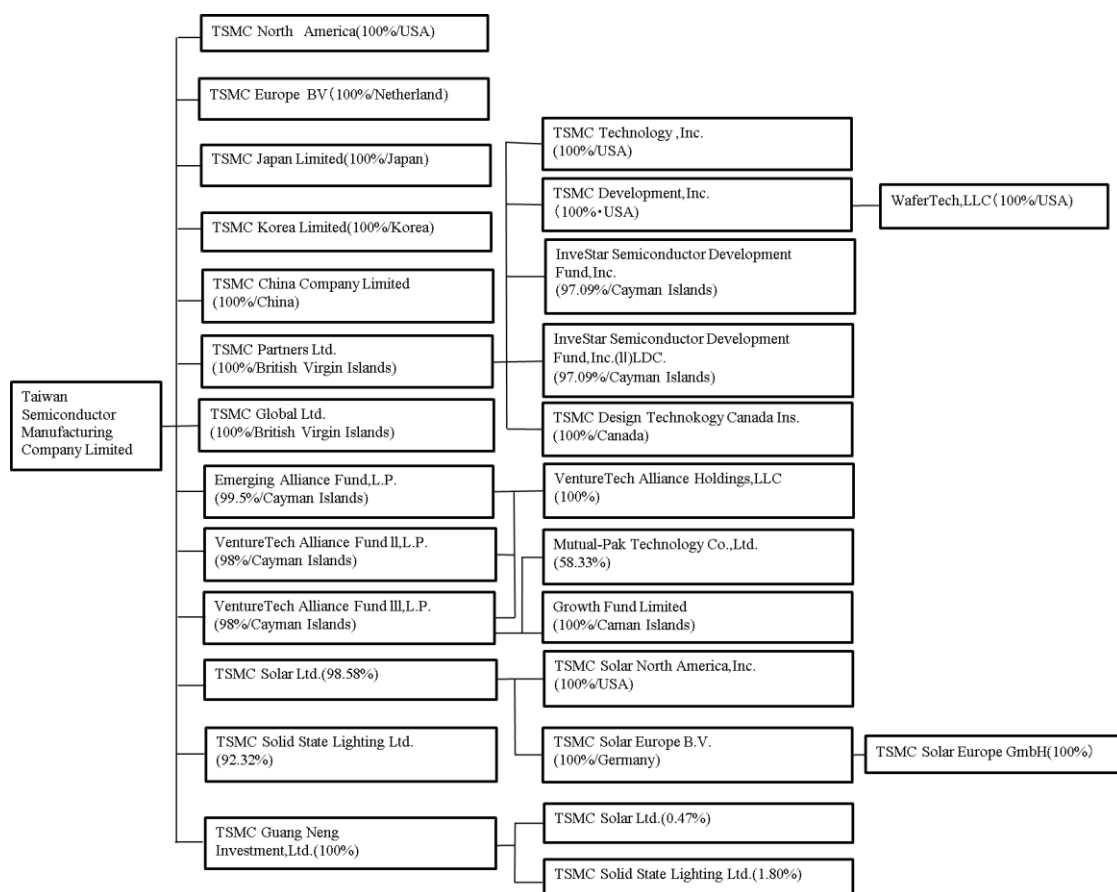 Taiwan
Semiconductor
Manufacturing
Company Limited
TSMC North America(100%/USA)
TSMC Europe BV(100%/Netherland)
TSMC Japan Limited(100%/Japan)
TSMC Korea Limited(100%/Korea)
TSMC China Company Limited
(100%/China)
TSMC Partners Ltd.
(100%/British Virgin Islands)
TSMC Global Ltd.
(100%/British Virgin Islands)
Emerging Alliance Fund,L.P.
(99.5%/Cayman Islands)
VentureTech Alliance Fund II,L.P.
(98%/Cayman Islands)
VentureTech Alliance Fund III,L.P.
(98%/Cayman Islands)
TSMC Solar Ltd.(98.58%)
TSMC Solid State Lighting Ltd.
(92.32%)
TSMC Guang Neng
Investment,Ltd.(100%)
TSMC Technology ,Inc.
(100%/USA)
TSMC Development,Inc.
(100%・USA)
InveStar Semiconductor Development
Fund,Inc.
(97.09%/Cayman Islands)
InveStar Semiconductor Development
Fund,Inc.(II)LDC.
(97.09%/Cayman Islands)
TSMC Design Technokogy Canada Ins.
(100%/Canada)
VentureTech Alliance Holdings,LLC
(100%)
Mutual-Pak Technology Co.,Ltd.
(58.33%)
Growth Fund Limited
(100%/Caman Islands)
TSMC Solar North America,Inc.
(100%/USA)
TSMC Solar Europe B.V.
(100%/Germany)
TSMC Solar Ltd.(0.47%)
TSMC Solid State Lighting Ltd.(1.80%)
WaferTech,LLC(100%/USA)
TSMC Solar Europe GmbH(100%)